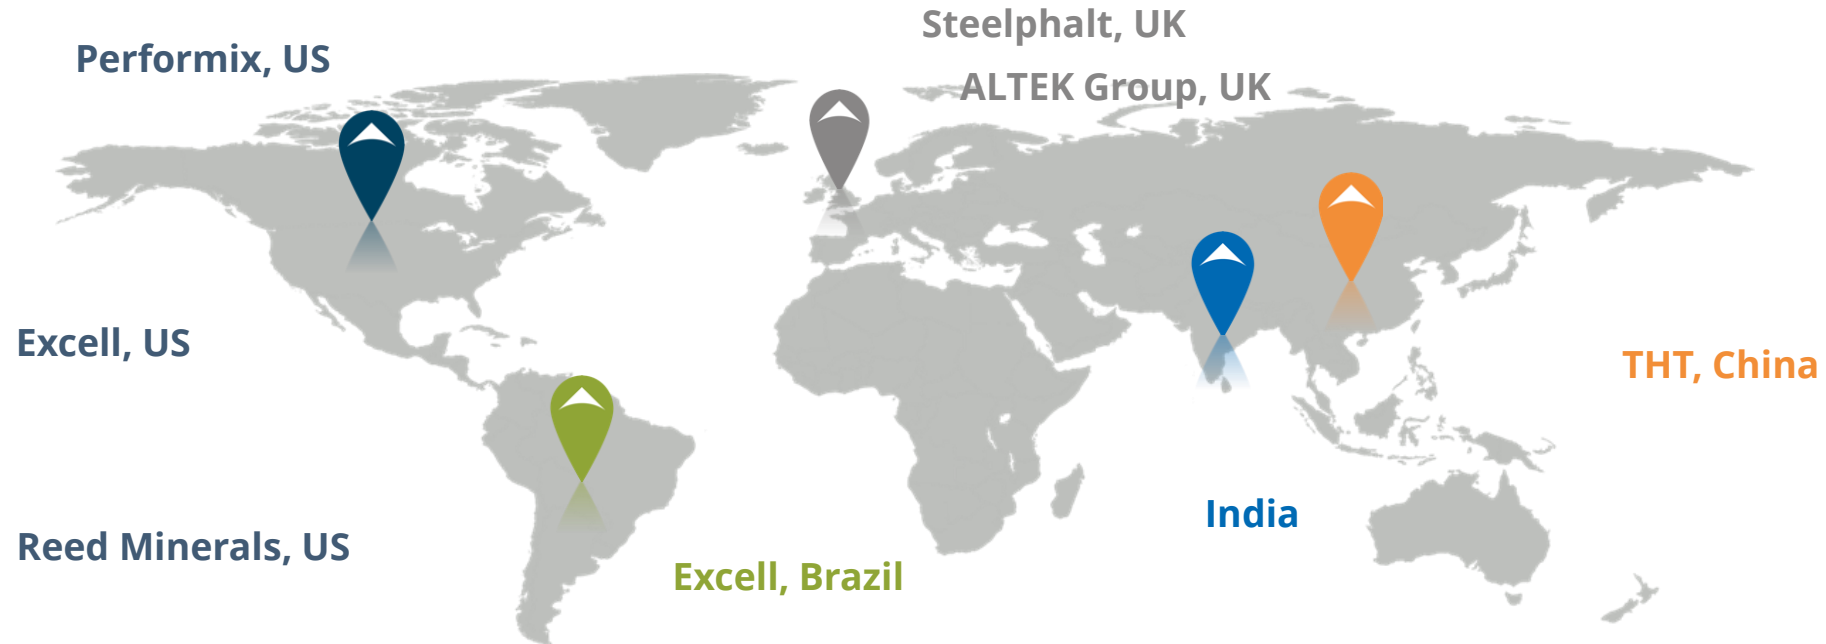 Steelphalt, UK
Performix, US
ALTEK Group, UK
Excell, US
THT, China
India
Reed Minerals, US
Excell, Brazil